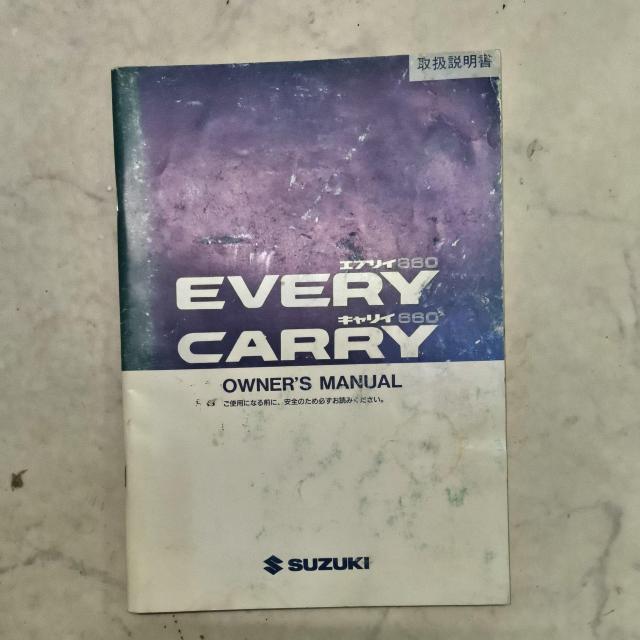 取扱説明書
エブリイ660
EVERY
キャリイ660
CARRY
OWNER'S MANUAL
ご使用になる前に、安全のため必ずお読みください。
SUZUKI